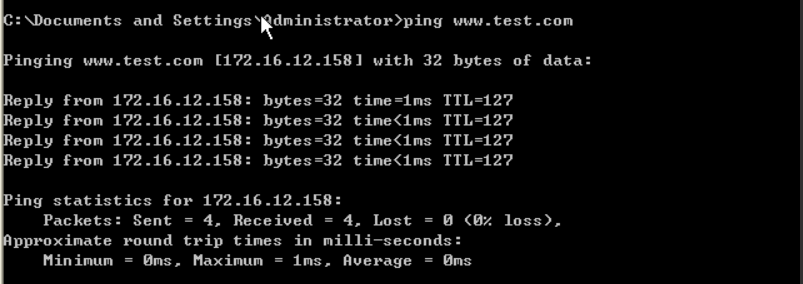 C:\Documents and Settings\Administrator>ping www.test.com
Pinging www.test.com [172.16.12.158] with 32 bytes of data:
Reply from 172.16.12.158: bytes=32 time=1ms TTL=127
Reply from 172.16.12.158: bytes=32 time<1ms TTL=127
Reply from 172.16.12.158: bytes=32 time<1ms TTL=127
Reply from 172.16.12.158: bytes=32 time<1ms TTL=127
Ping statistics for 172.16.12.158:
Packets: Sent = 4, Received = 4, Lost = 0 (0% loss),
Approximate round trip times in milli-seconds:
Minimum = 0ms, Maximum = 1ms, Average = 0ms